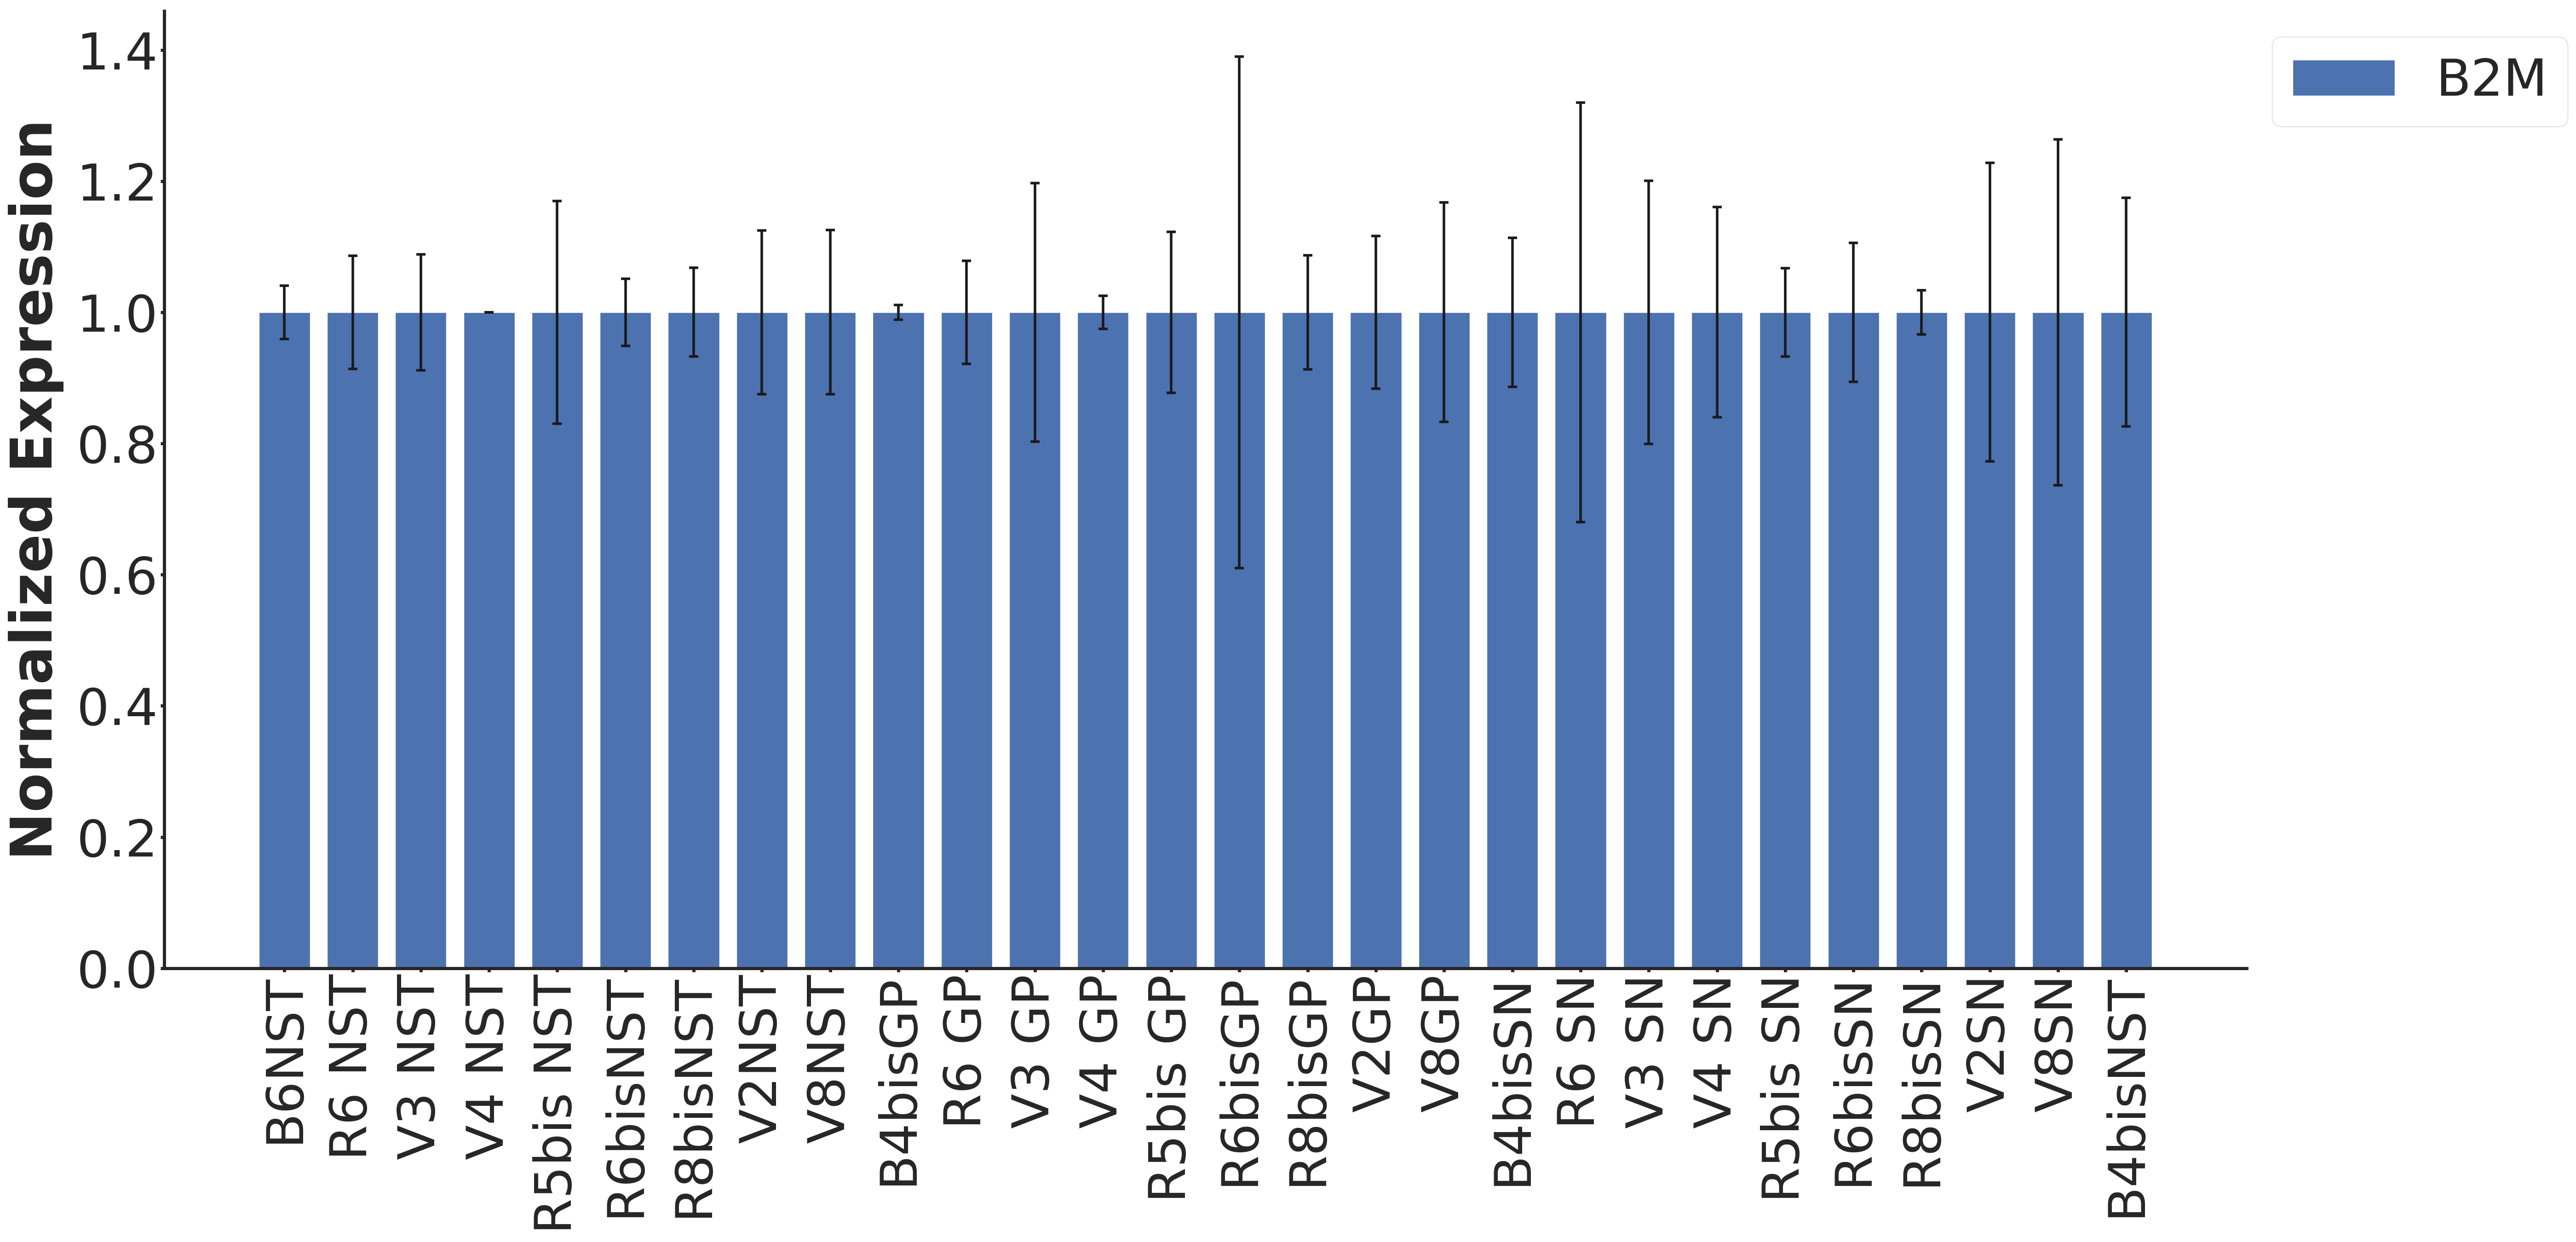 Normalized Expression
1.4
1.2
1.0
0.8
0.6
0.4
0.2
0.0
B6NST
R6 NST
V3 NST
V4 NST
R5bis NST
R6bisNST
R8bisNST
V2NST
V8NST
B4bisGP
R6 GP
V3 GP
V4 GP
R5bis GP
R6bisGP
R8bisGP
V2GP
V8GP
B4bisSN
R6 SN
V3 SN
V4 SN
R5bis SN
R6bisSN
R8bisSN
V2SN
V8SN
B4bisNST
B2M